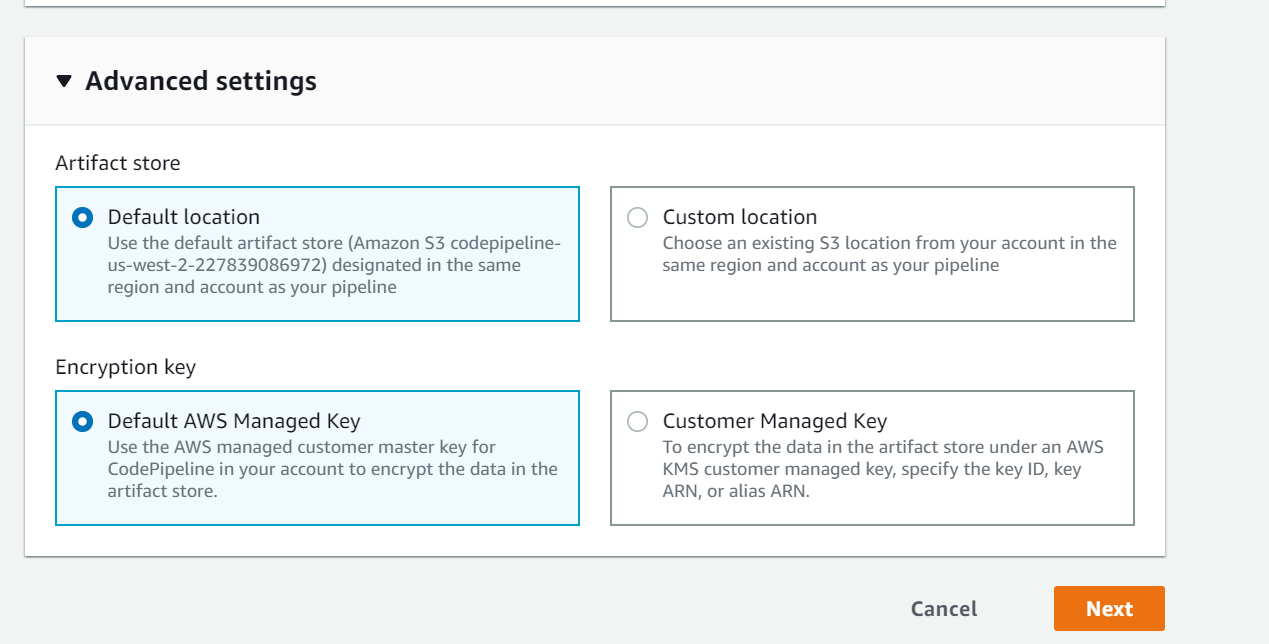 Advanced settings
Artifact store
Default location
Use the default artifact store (Amazon S3 codepipeline-
us-west-2-227839086972) designated in the same
region and account as your pipeline
Custom location
Choose an existing S3 location from your account in the
same region and account as your pipeline
Encryption key
Default AWS Managed Key
Use the AWS managed customer master key for
CodePipeline in your account to encrypt the data in the
artifact store.
Customer Managed Key
To encrypt the data in the artifact store under an AWS
KMS customer managed key, specify the key ID, key
ARN, or alias ARN.
Cancel
Next